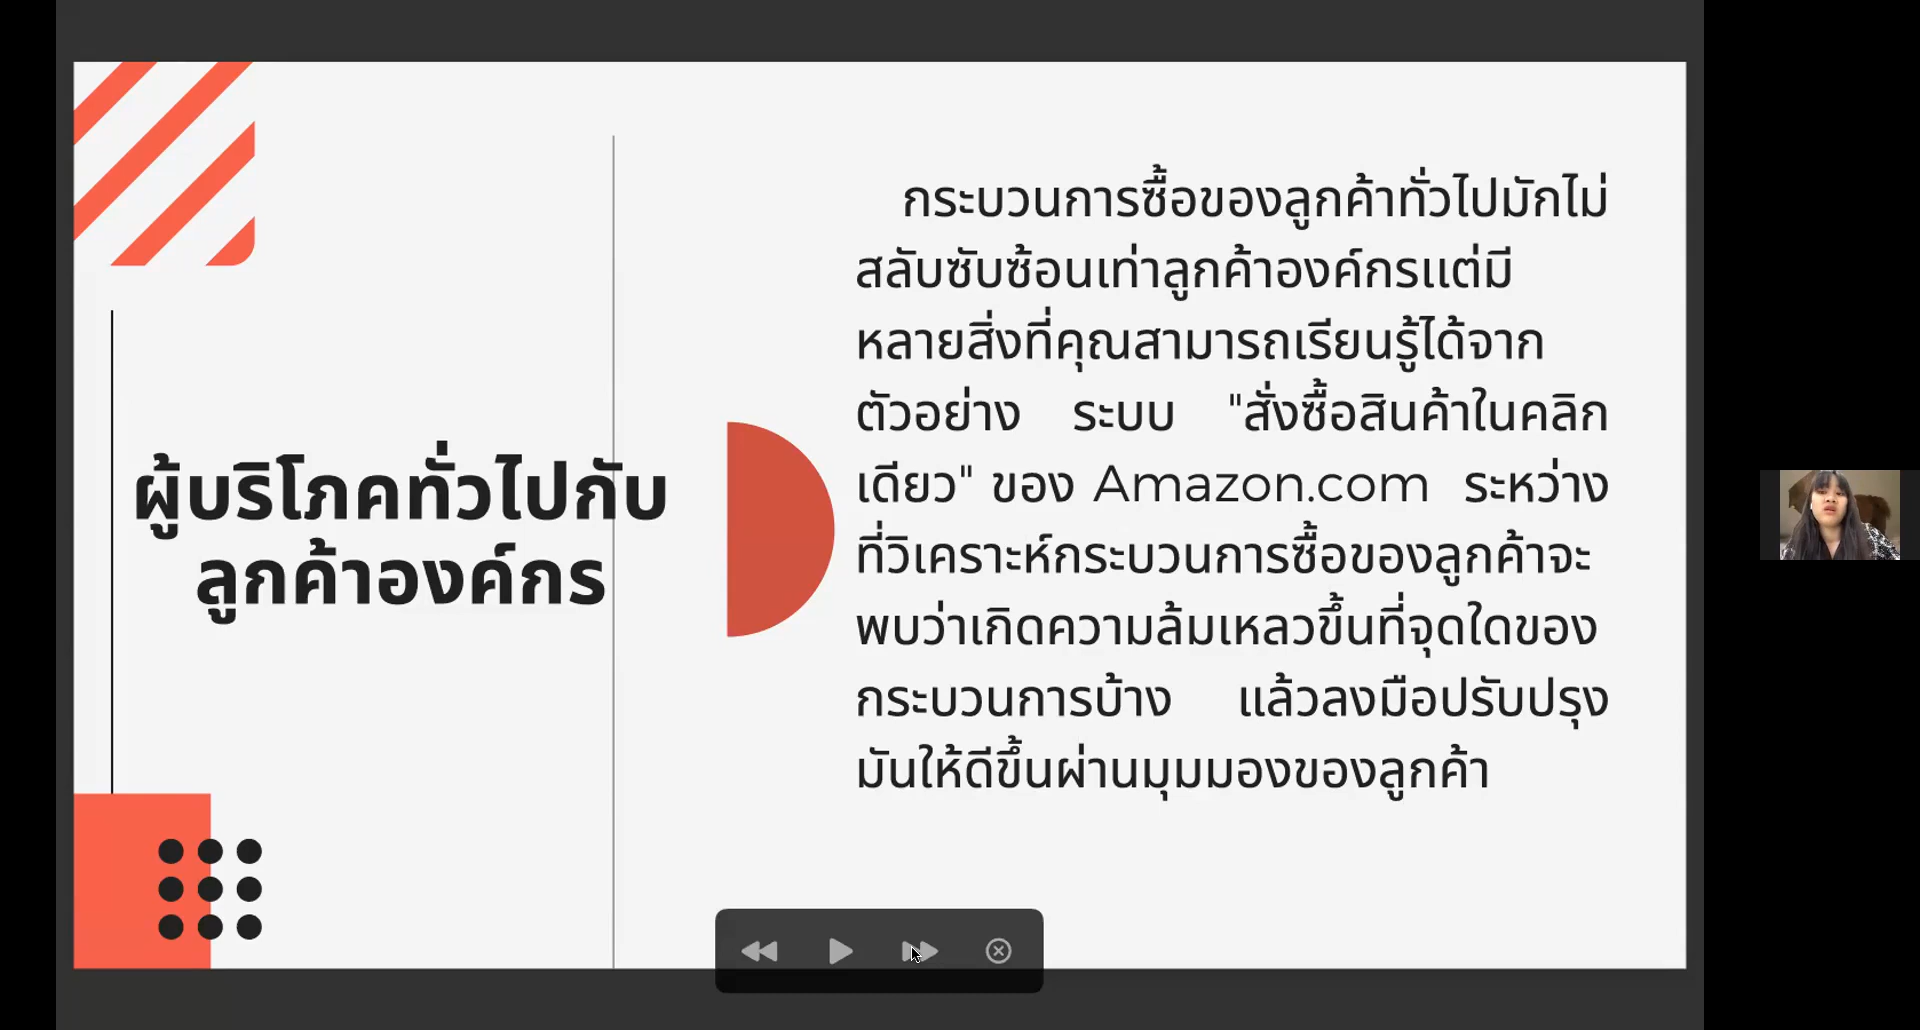 ผู้บริโภคทั่วไปกับ
ลูกค้าองค์กร
กระบวนการซื้อของลูกค้าทั่วไปมักไม่
สลับซับซ้อนเท่าลูกค้าองค์กรแต่มี
หลายสิ่งที่คุณสามารถเรียนรู้ได้จาก
ตัวอย่าง ระบบ "สั่งซื้อสินค้าในคลิก
เดียว" ของ Amazon.com ระหว่าง
ที่วิเคราะห์กระบวนการซื้อของลูกค้าจะ
พบว่าเกิดความล้มเหลวขึ้นที่จุดใดของ
กระบวนการบ้าง แล้วลงมือปรับปรุง
มันให้ดีขึ้นผ่านมุมมองของลูกค้า